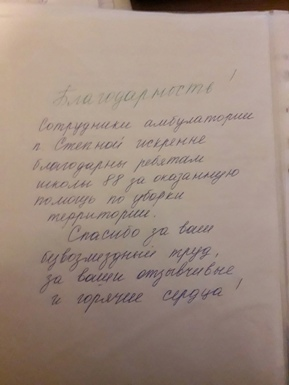 Благодарность!
Сотрудники амбулатории
п. Степной искренне
благодарны ребятам
школы 88 за оказанную
помощь по уборки
территории.
Спасибо за ваш
безвозмездный труд,
за ваши отзывчивые
и горячие сердца!